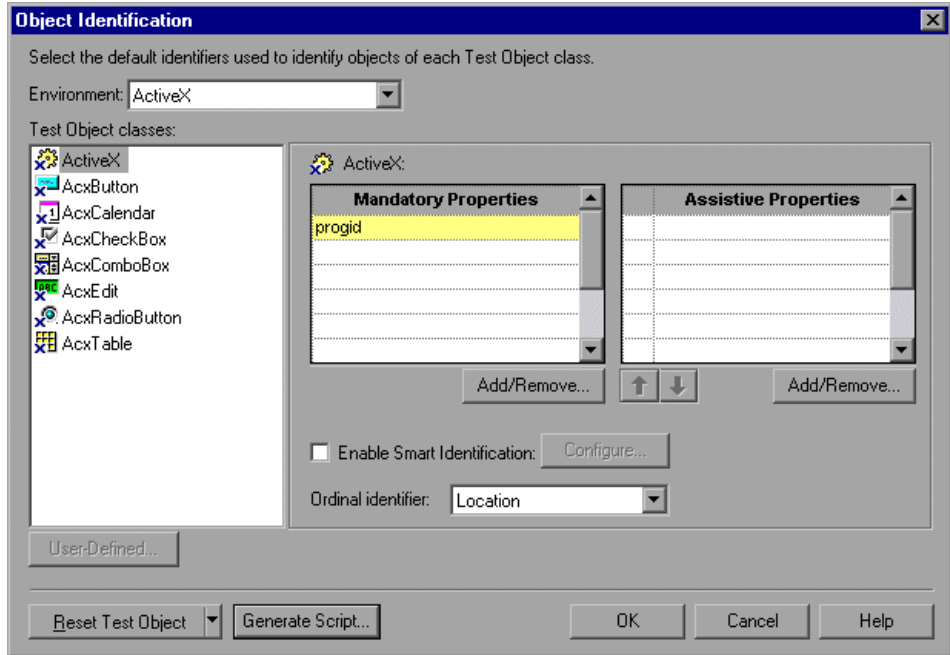 Object Identification
Select the default identifiers used to identify objects of each Test Object class.
Environment: ActiveX
Test Object classes:
ActiveX
AcxButton
AcxCalendar
AcxCheckBox
AcxComboBox
AcxEdit
AcxRadioButton
AcxTable
ActiveX:
Mandatory Properties
progid
Add/Remove...
Assistive Properties
Add/Remove...
Enable Smart Identification: Configure...
Ordinal identifier: Location
User-Defined...
Reset Test Object Generate Script... OK Cancel Help